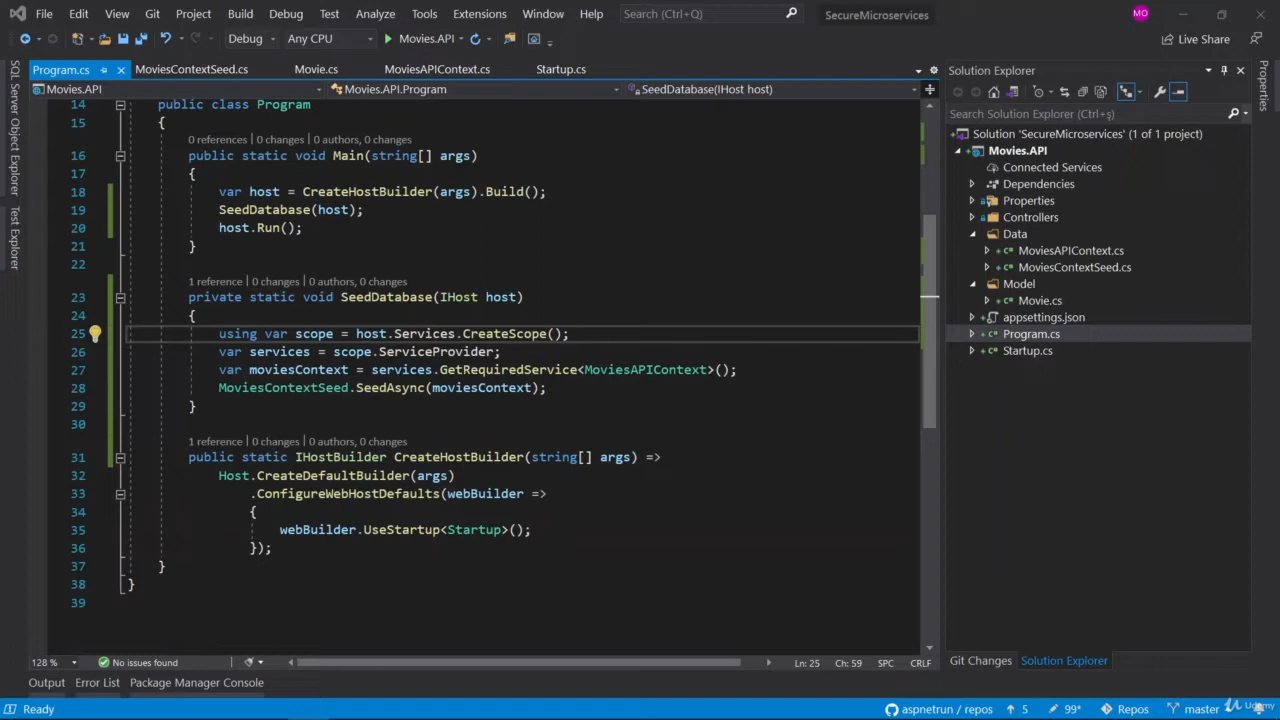 File Edit View Git Project Build Debug Test Analyze Tools Extensions Window Help Search (Ctrl+Q) SecureMicroservices MO
Debug Any CPU Movies.API Live Share
Program.cs MoviesContextSeed.cs Movie.cs MoviesAPIContext.cs Startup.cs
Movies.API Movies.API.Program SeedDatabase(IHost host)
SQL Server Object Explorer
Test Explorer
14 public class Program
15 {
0 references | 0 changes | 0 authors, 0 changes
16 public static void Main(string[] args)
17 {
18 var host = CreateHostBuilder(args).Build();
19 SeedDatabase(host);
20 host.Run();
21 }
22
1 reference | 0 changes | 0 authors, 0 changes
23 private static void SeedDatabase(IHost host)
24 {
25 using var scope = host.Services.CreateScope();
26 var services = scope.ServiceProvider;
27 var moviesContext = services.GetRequiredService<MoviesAPIContext>();
28 MoviesContextSeed.SeedAsync(moviesContext);
29 }
30
1 reference | 0 changes | 0 authors, 0 changes
31 public static IHostBuilder CreateHostBuilder(string[] args) =>
32 Host.CreateDefaultBuilder(args)
33 .ConfigureWebHostDefaults(webBuilder =>
34 {
35 webBuilder.UseStartup<Startup>();
36 });
37 }
38 }
39
128 % No issues found Ln: 25 Ch: 59 SPC CRLF
Output Error List Package Manager Console
Solution Explorer
Search Solution Explorer (Ctrl+ş)
Solution 'SecureMicroservices' (1 of 1 project)
Movies.API
Connected Services
Dependencies
Properties
Controllers
Data
MoviesAPIContext.cs
MoviesContextSeed.cs
Model
Movie.cs
appsettings.json
Program.cs
Startup.cs
Git Changes Solution Explorer
Properties
Ready aspnetrun / repos 5 99* Repos master
Udemy